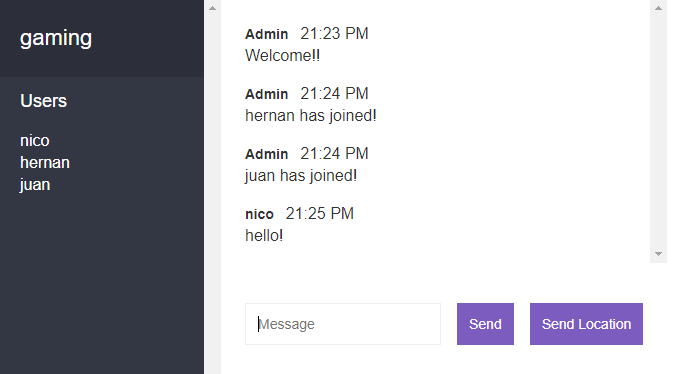 gaming
Users
nico
hernan
juan
Admin 21:23 PM
Welcome!!
Admin 21:24 PM
hernan has joined!
Admin 21:24 PM
juan has joined!
nico 21:25 PM
hello!
Message Send Send Location